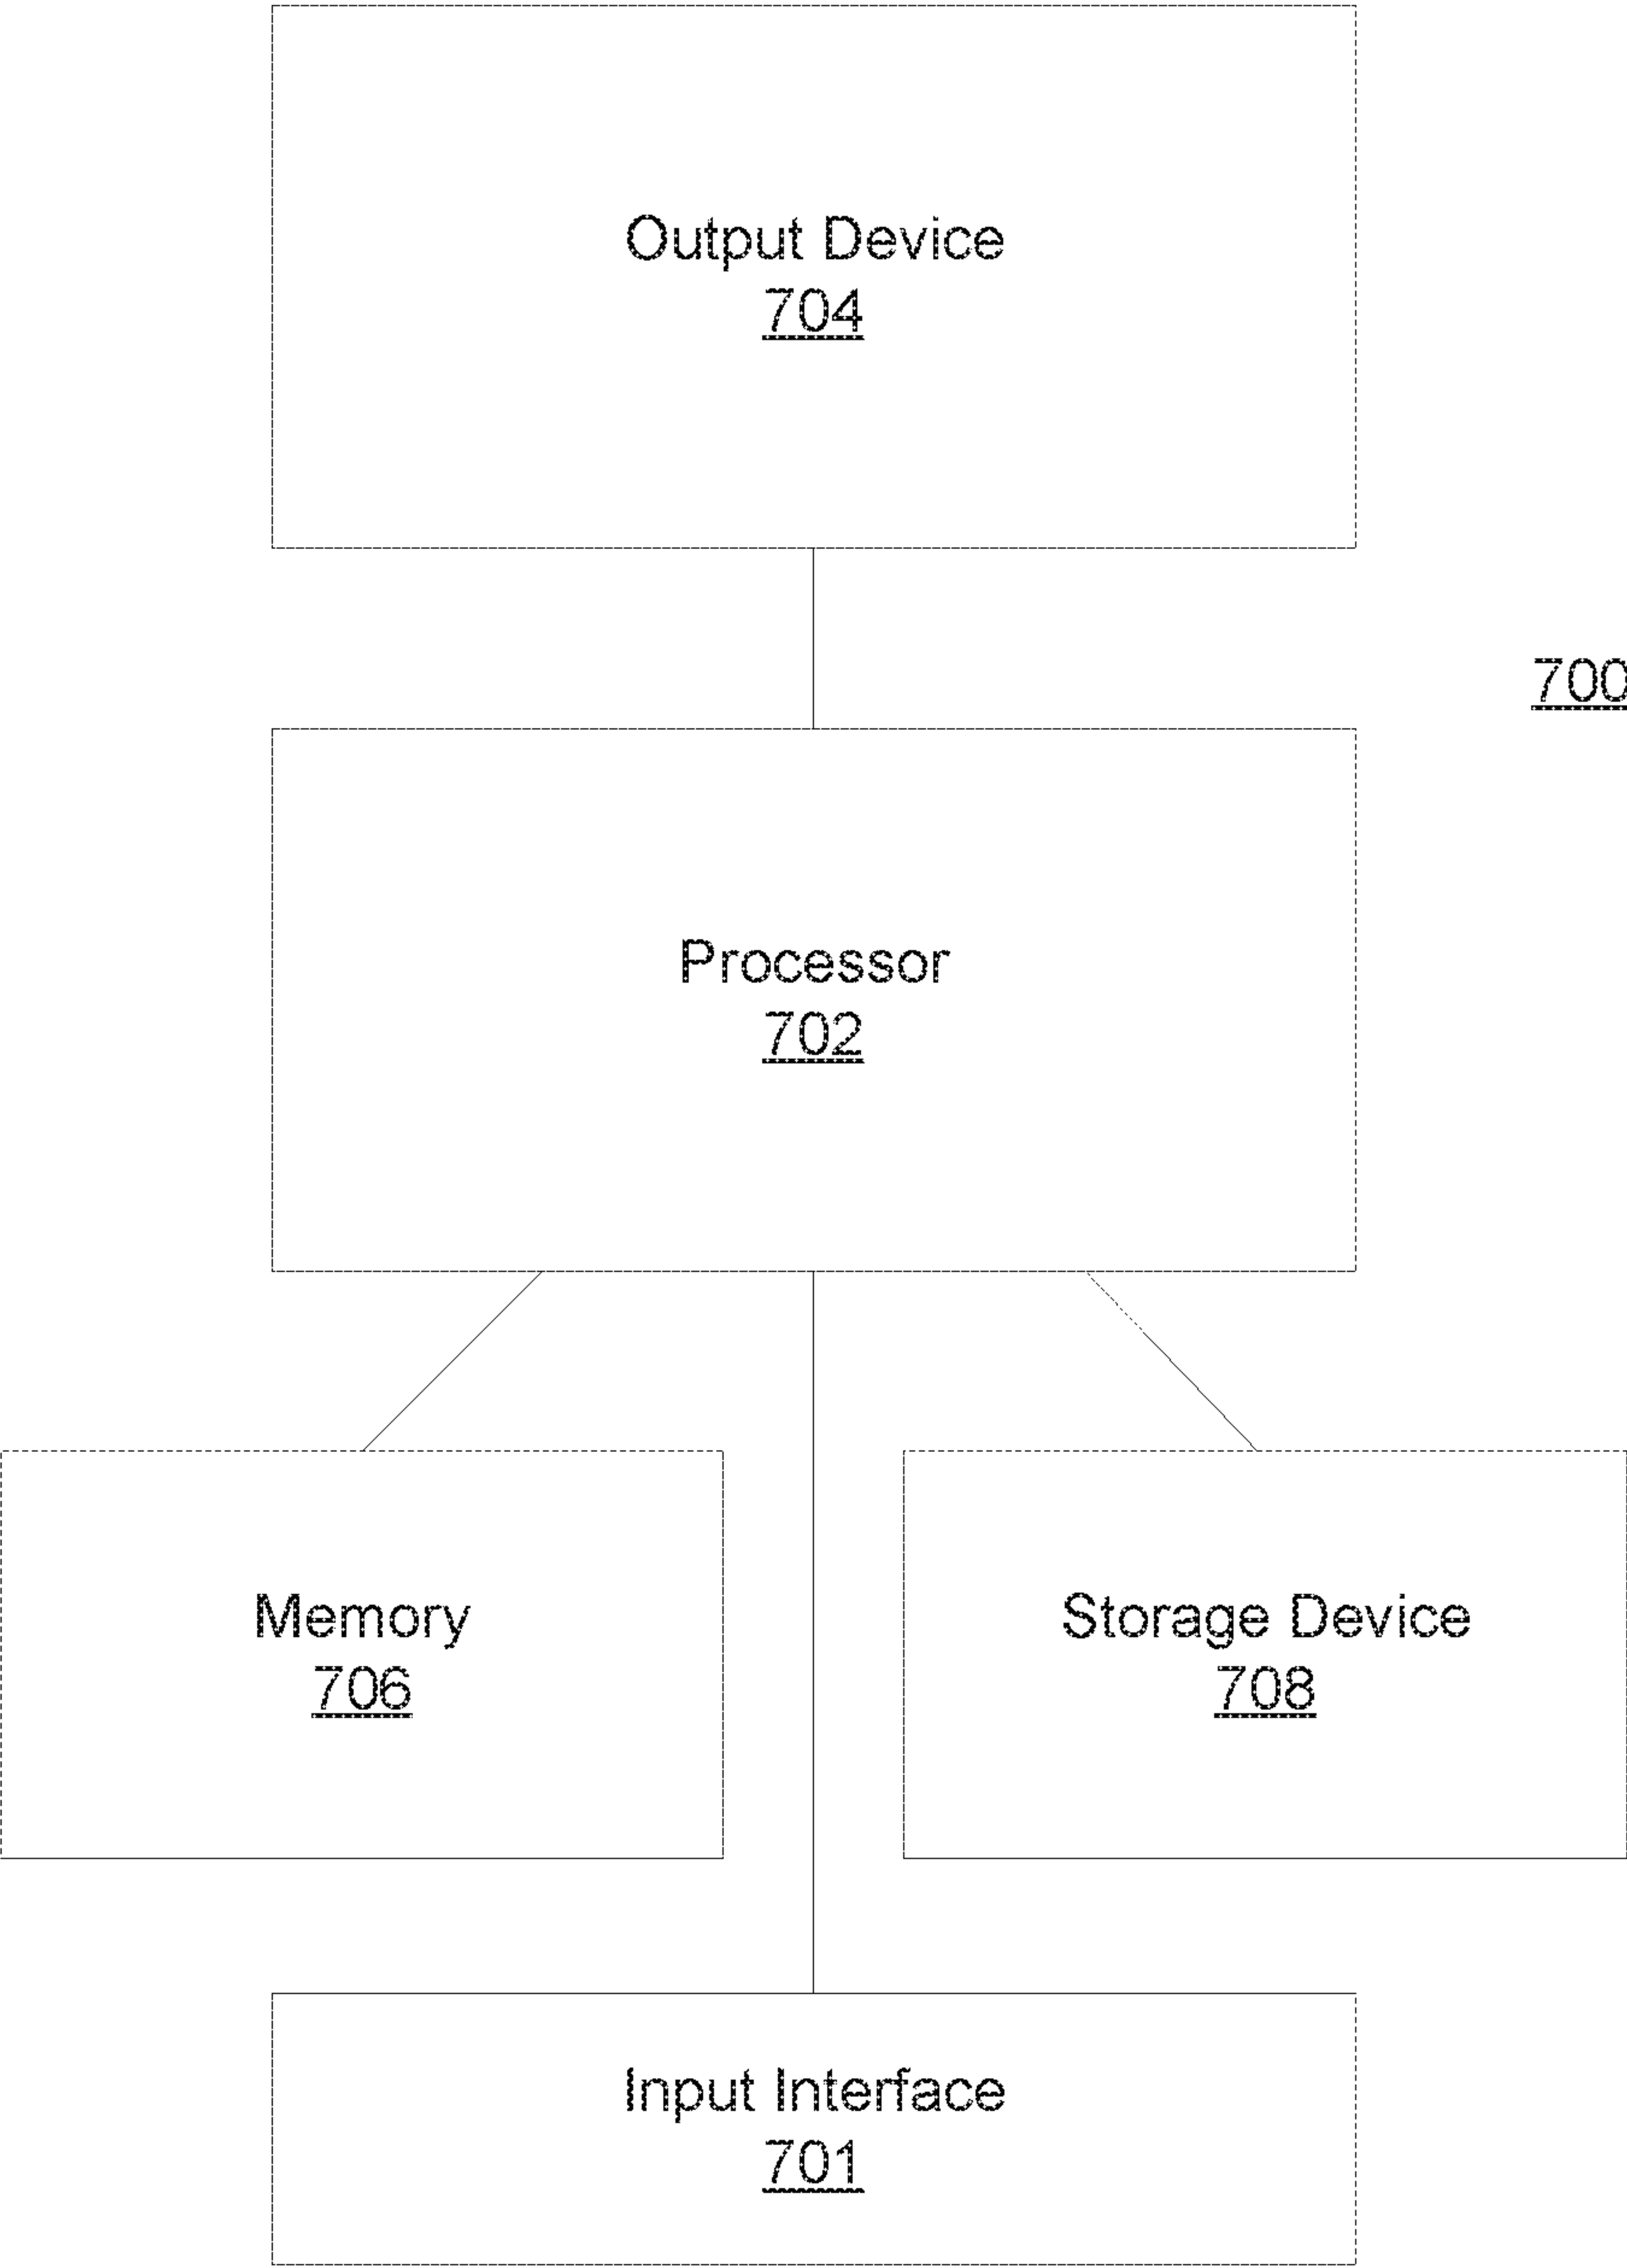 Output Device
704
700
Processor
702
Memory
706
Storage Device
708
Input Interface
701